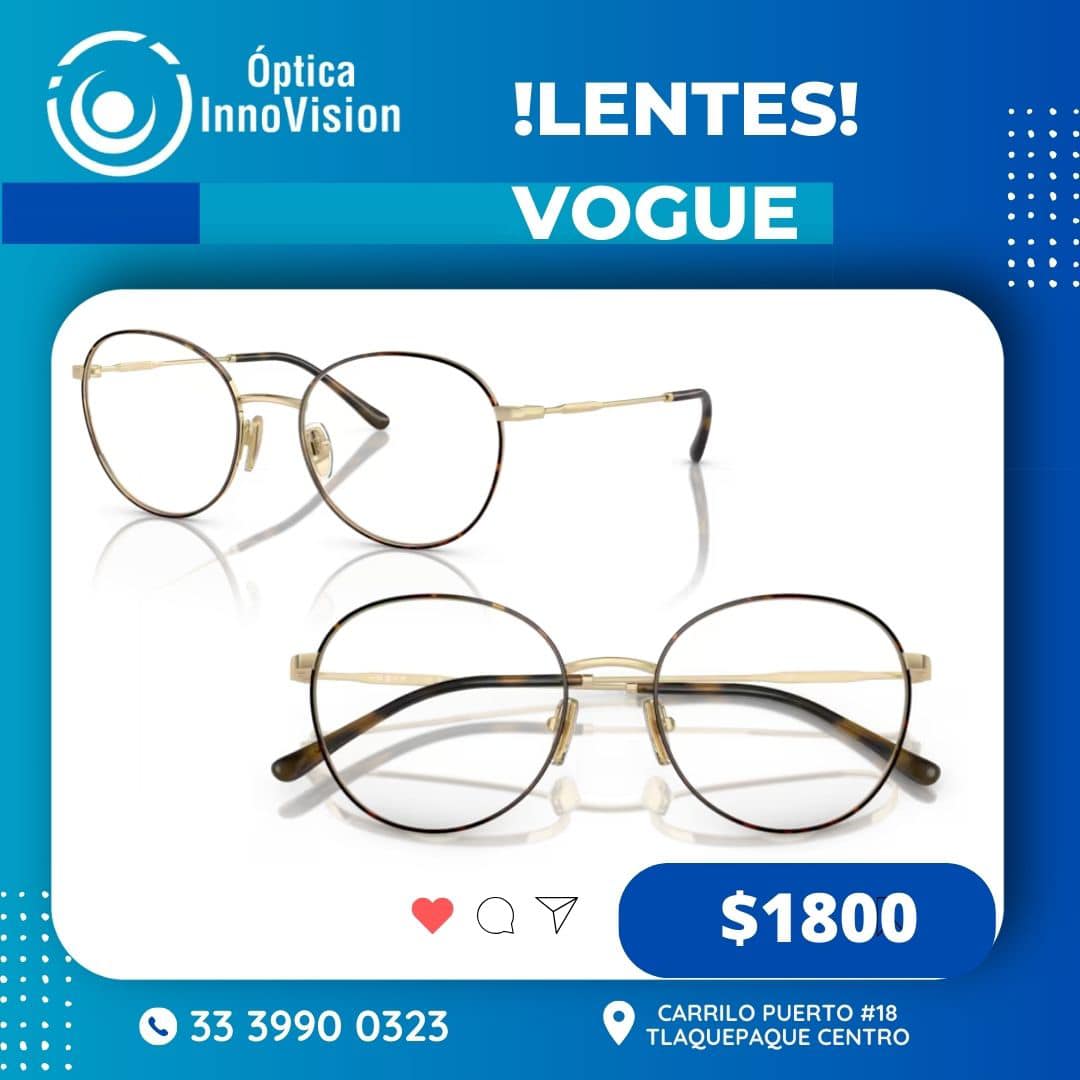 Óptica
InnoVision
!LENTES!
VOGUE
$1800
33 3990 0323
CARRILO PUERTO #18
TLAQUEPAQUE CENTRO